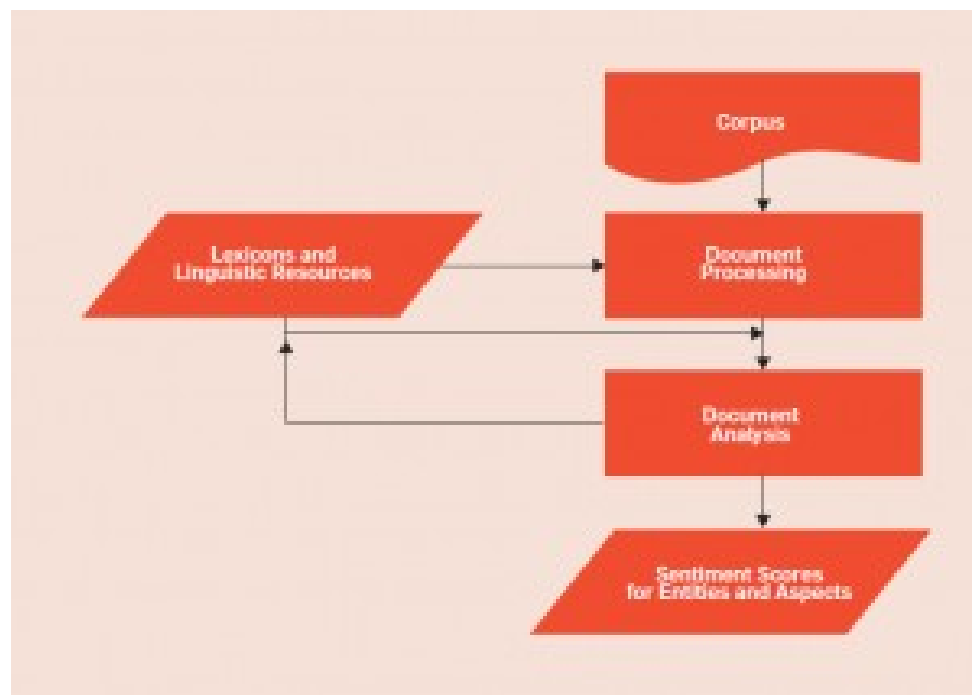 Corpus
Lexicons and
Linguistic Resources
Document
Processing
Document
Analysis
Sentiment Scores
for Entities and Aspects